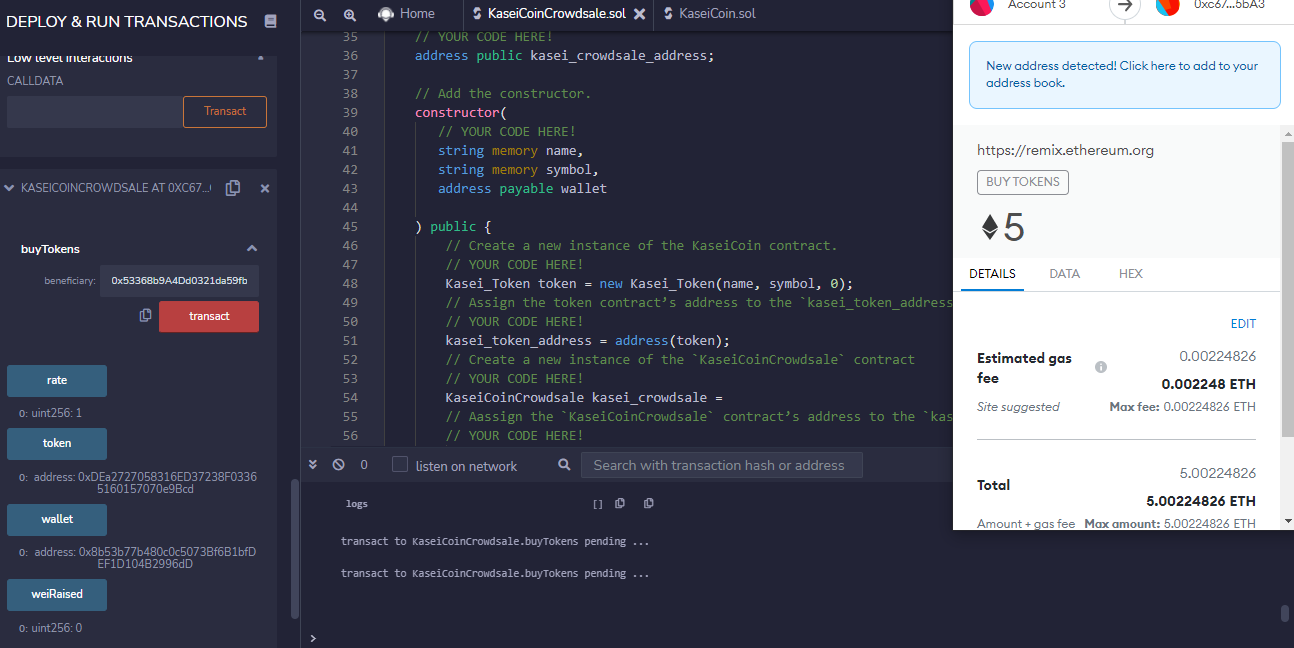 DEPLOY & RUN TRANSACTIONS
Low level interactions
CALLDATA
Transact
KASEICOINCROWDSALE AT 0XC67...
buyTokens
beneficiary:
0x53368b9A4Dd0321da59fb
transact
rate
0: uint256: 1
token
0: address: 0xDEa2727058316ED37238F0336
5160157070e9Bcd
wallet
0: address: 0x8b53b77b480c0c5073Bf6B1bfD
EF1D104B2996dD
weiRaised
0: uint256: 0
Home
KaseiCoinCrowdsale.sol
KaseiCoin.sol
35 // YOUR CODE HERE!
36 address public kasei_crowdsale_address;
37
38 // Add the constructor.
39 constructor(
40 // YOUR CODE HERE!
41 string memory name,
42 string memory symbol,
43 address payable wallet
44
45 ) public {
46 // Create a new instance of the KaseiCoin contract.
47 // YOUR CODE HERE!
48 Kasei_Token token = new Kasei_Token(name, symbol, 0);
49 // Assign the token contract’s address to the `kasei_token_address
50 // YOUR CODE HERE!
51 kasei_token_address = address(token);
52 // Create a new instance of the `KaseiCoinCrowdsale` contract
53 // YOUR CODE HERE!
54 KaseiCoinCrowdsale kasei_crowdsale =
55 // Aassign the `KaseiCoinCrowdsale` contract’s address to the `kas
56 // YOUR CODE HERE!
0
listen on network
Search with transaction hash or address
logs
[]
transact to KaseiCoinCrowdsale.buyTokens pending ...
transact to KaseiCoinCrowdsale.buyTokens pending ...
>
Account 3
0xc67...5bA3
New address detected! Click here to add to your
address book.
https://remix.ethereum.org
BUY TOKENS
5
DETAILS
DATA
HEX
EDIT
Estimated gas
fee
0.00224826
0.002248 ETH
Site suggested
Max fee: 0.00224826 ETH
Total
5.00224826
5.00224826 ETH
Amount + gas fee
Max amount: 5.00224826 ETH